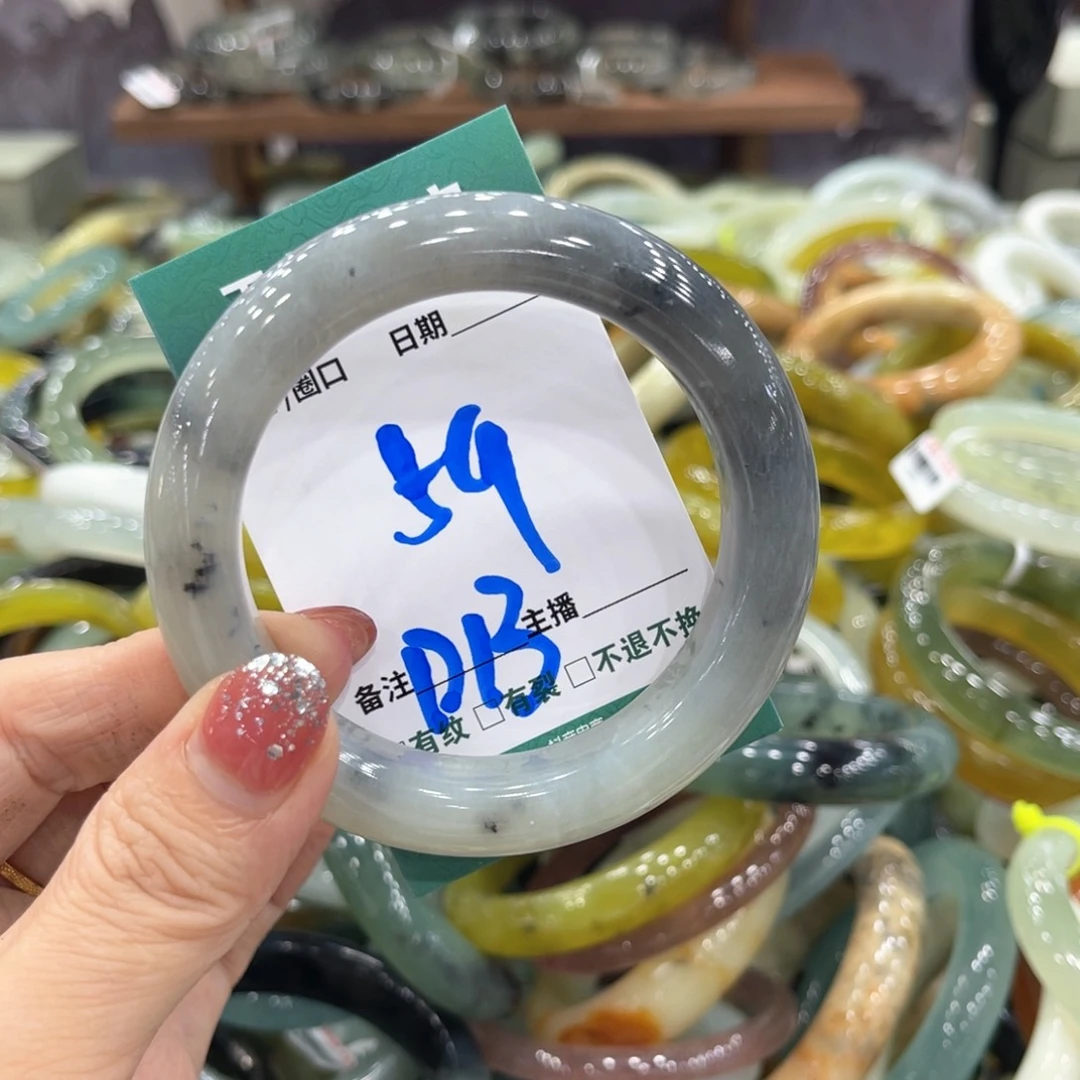 日期
圈口
59
DB
主播
备注
有纹 □有裂 □不退不换